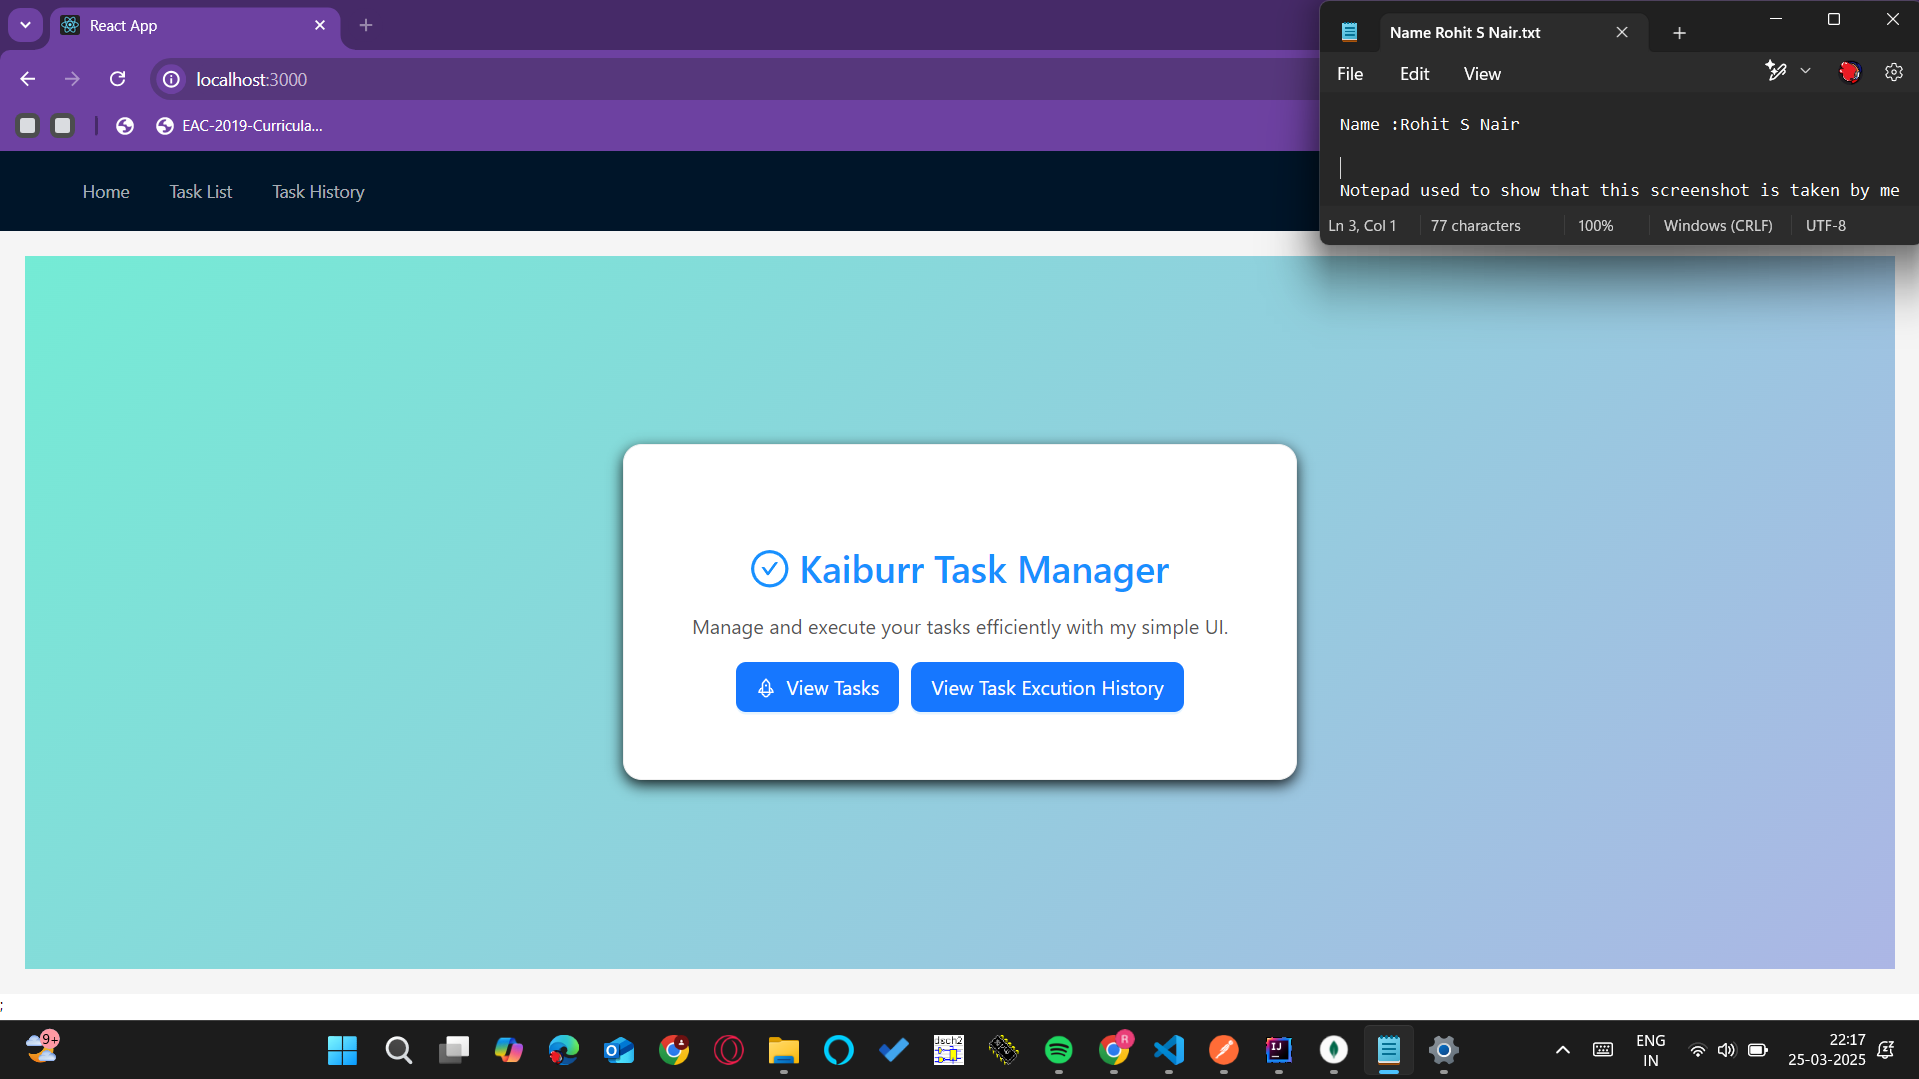 React App
localhost:3000
EAC-2019-Curricula...
Name Rohit S Nair.txt
File Edit View
Name :Rohit S Nair
Notepad used to show that this screenshot is taken by me
Ln 3, Col 1 77 characters 100% Windows (CRLF) UTF-8
Home Task List Task History
Kaiburr Task Manager
Manage and execute your tasks efficiently with my simple UI.
View Tasks View Task Excution History
;
9+
dsch2
R
IJ
ENG
IN
22:17
25-03-2025